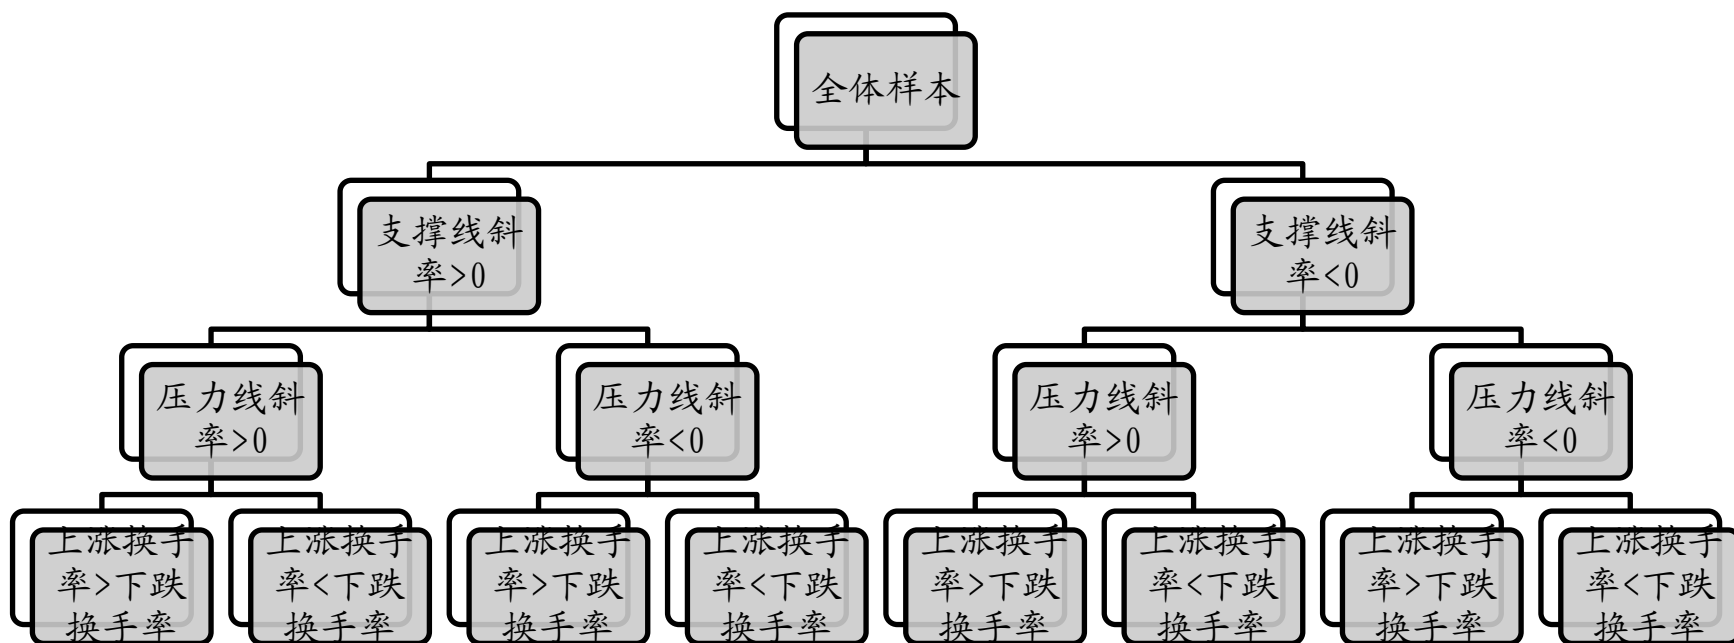 全体样本
支撑线斜
率>0
支撑线斜
率<0
压力线斜
率>0
压力线斜
率<0
压力线斜
率>0
压力线斜
率<0
上涨换手
率>下跌
换手率
上涨换手
率<下跌
换手率
上涨换手
率>下跌
换手率
上涨换手
率<下跌
换手率
上涨换手
率>下跌
换手率
上涨换手
率<下跌
换手率
上涨换手
率>下跌
换手率
上涨换手
率<下跌
换手率